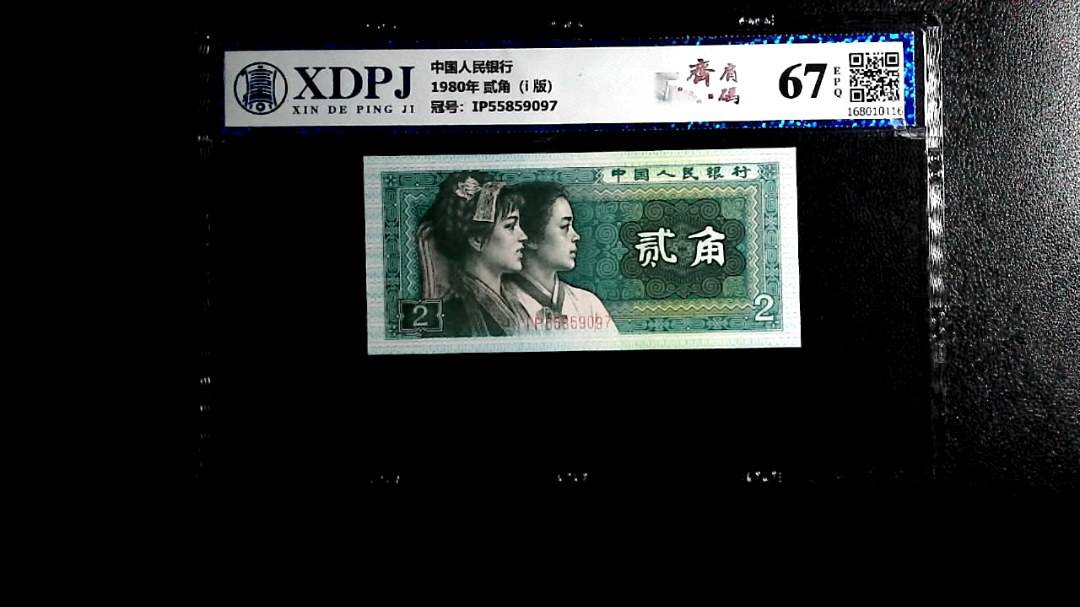 XDPJ
XIN DE PING JI
中国人民银行
1980年 贰角 (i 版)
冠号: IP55859097
67
EPQ
168010116
中国人民银行
贰角
2
2
IP55859097